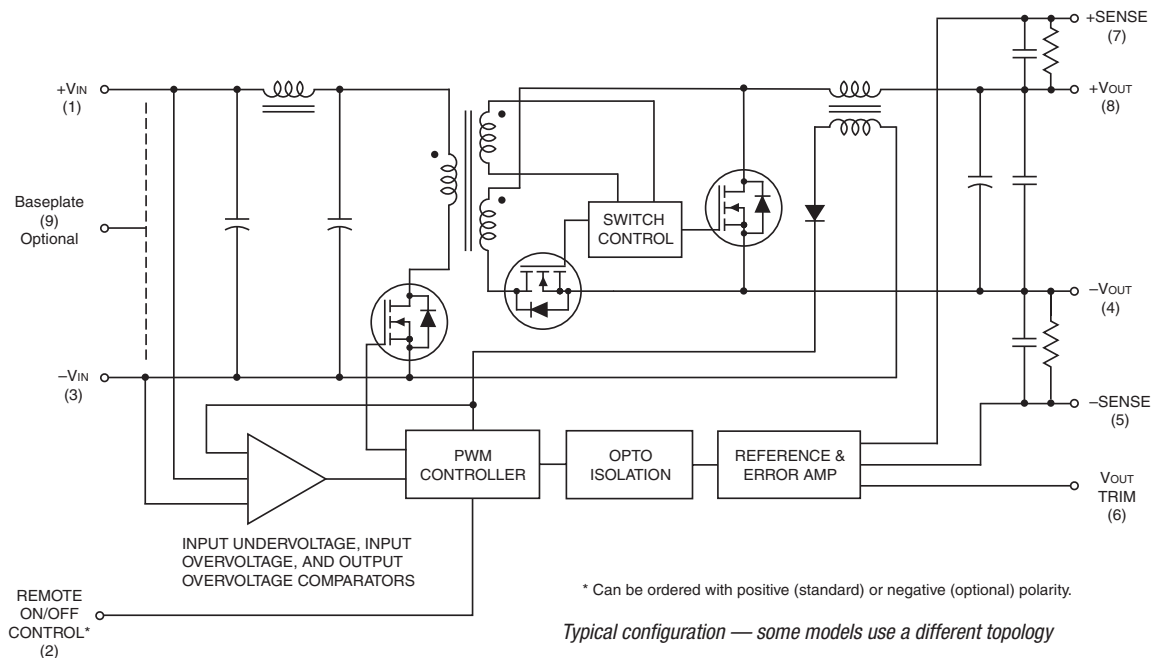 +SENSE
(7)
+VIN
(1)
+VOUT
(8)
Baseplate
(9)
Optional
SWITCH
CONTROL
−VOUT
(4)
−VIN
(3)
−SENSE
(5)
PWM
CONTROLLER
OPTO
ISOLATION
REFERENCE &
ERROR AMP
VOUT
TRIM
(6)
INPUT UNDERVOLTAGE, INPUT
OVERVOLTAGE, AND OUTPUT
OVERVOLTAGE COMPARATORS
REMOTE
ON/OFF
CONTROL*
(2)
* Can be ordered with positive (standard) or negative (optional) polarity.
Typical configuration — some models use a different topology